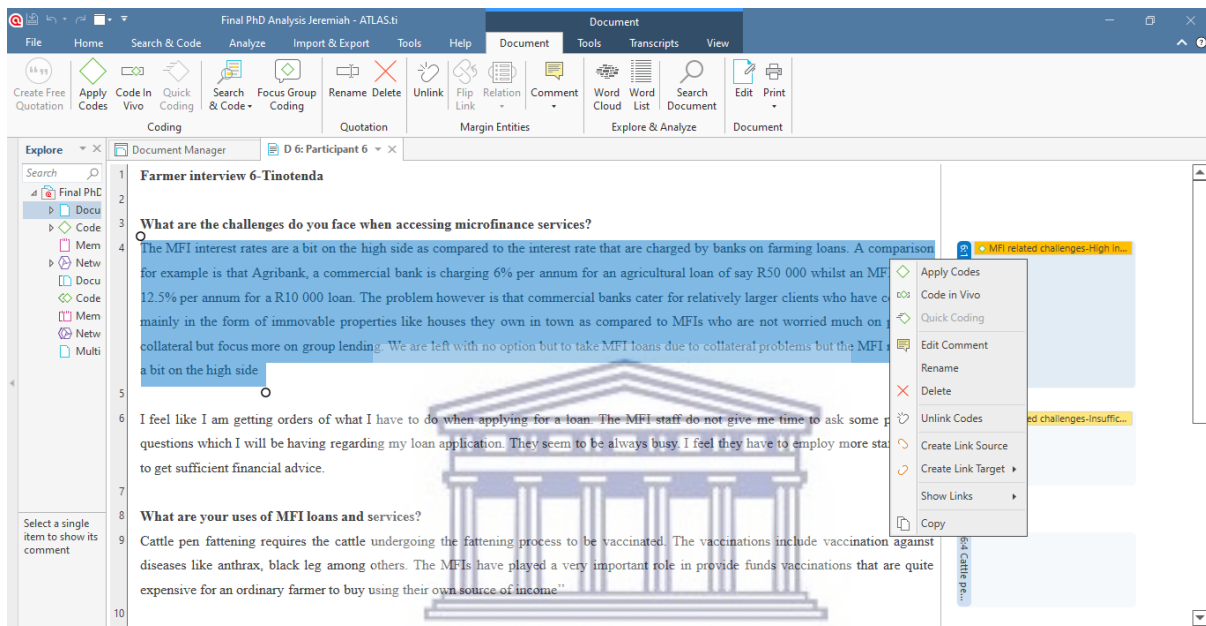 Final PhD Analysis Jeremiah - ATLAS.ti
Document
File Home Search & Code Analyze Import & Export Tools Help Document Tools Transcripts View
Create Free Quotation
Apply Codes
Code In Vivo
Quick Coding
Search & Code
Focus Group Coding
Rename Delete
Unlink
Flip Link
Relation
Comment
Word Cloud
Word List
Search Document
Edit Print
Coding Quotation Margin Entities Explore & Analyze Document
Explore
Document Manager
D 6: Participant 6
Search
Final PhD
Docu
Code
Mem
Netw
Docu
Code
Mem
Netw
Multi
Select a single
item to show its
comment
1 Farmer interview 6-Tinotenda
2
3 What are the challenges do you face when accessing microfinance services?
4 The MFI interest rates are a bit on the high side as compared to the interest rate that are charged by banks on farming loans. A comparison
for example is that Agribank, a commercial bank is charging 6% per annum for an agricultural loan of say R50 000 whilst an MF
12.5% per annum for a R10 000 loan. The problem however is that commercial banks cater for relatively larger clients who have c
mainly in the form of immovable properties like houses they own in town as compared to MFIs who are not worried much on p
collateral but focus more on group lending. We are left with no option but to take MFI loans due to collateral problems but the MFI
a bit on the high side
5
6 I feel like I am getting orders of what I have to do when applying for a loan. The MFI staff do not give me time to ask some p
questions which I will be having regarding my loan application. They seem to be always busy. I feel they have to employ more sta
to get sufficient financial advice.
7
8 What are your uses of MFI loans and services?
9 Cattle pen fattening requires the cattle undergoing the fattening process to be vaccinated. The vaccinations include vaccination against
diseases like anthrax, black leg among others. The MFIs have played a very important role in provide funds vaccinations that are quite
expensive for an ordinary farmer to buy using their own source of income”
10
6:1
MFI related challenges-High in...
ed challenges-Insuffic...
6:4 Cattle pe...
Apply Codes
Code in Vivo
Quick Coding
Edit Comment
Rename
Delete
Unlink Codes
Create Link Source
Create Link Target
Show Links
Copy